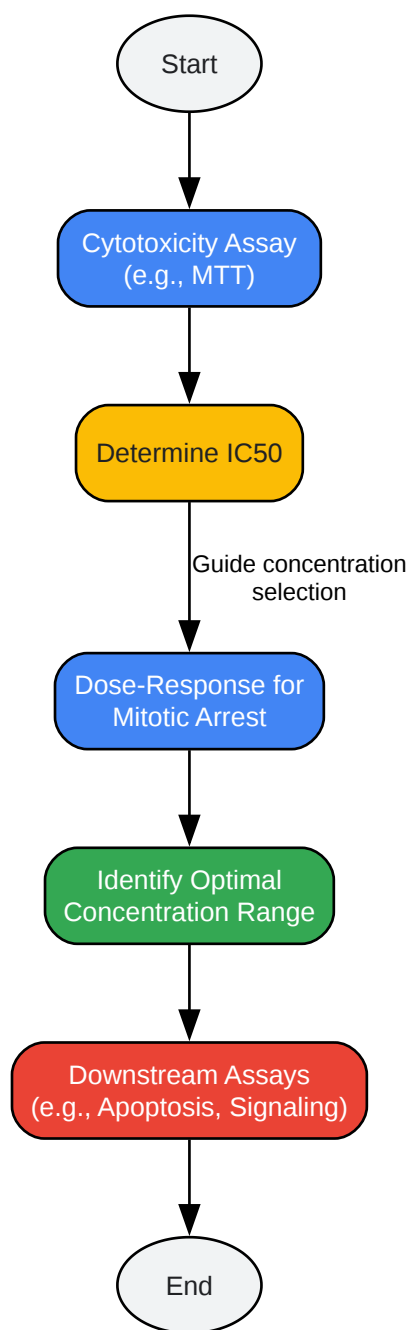 Start
Cytotoxicity Assay
(e.g., MTT)
Determine IC50
Guide concentration
selection
Dose-Response for
Mitotic Arrest
Identify Optimal
Concentration Range
Downstream Assays
(e.g., Apoptosis, Signaling)
End